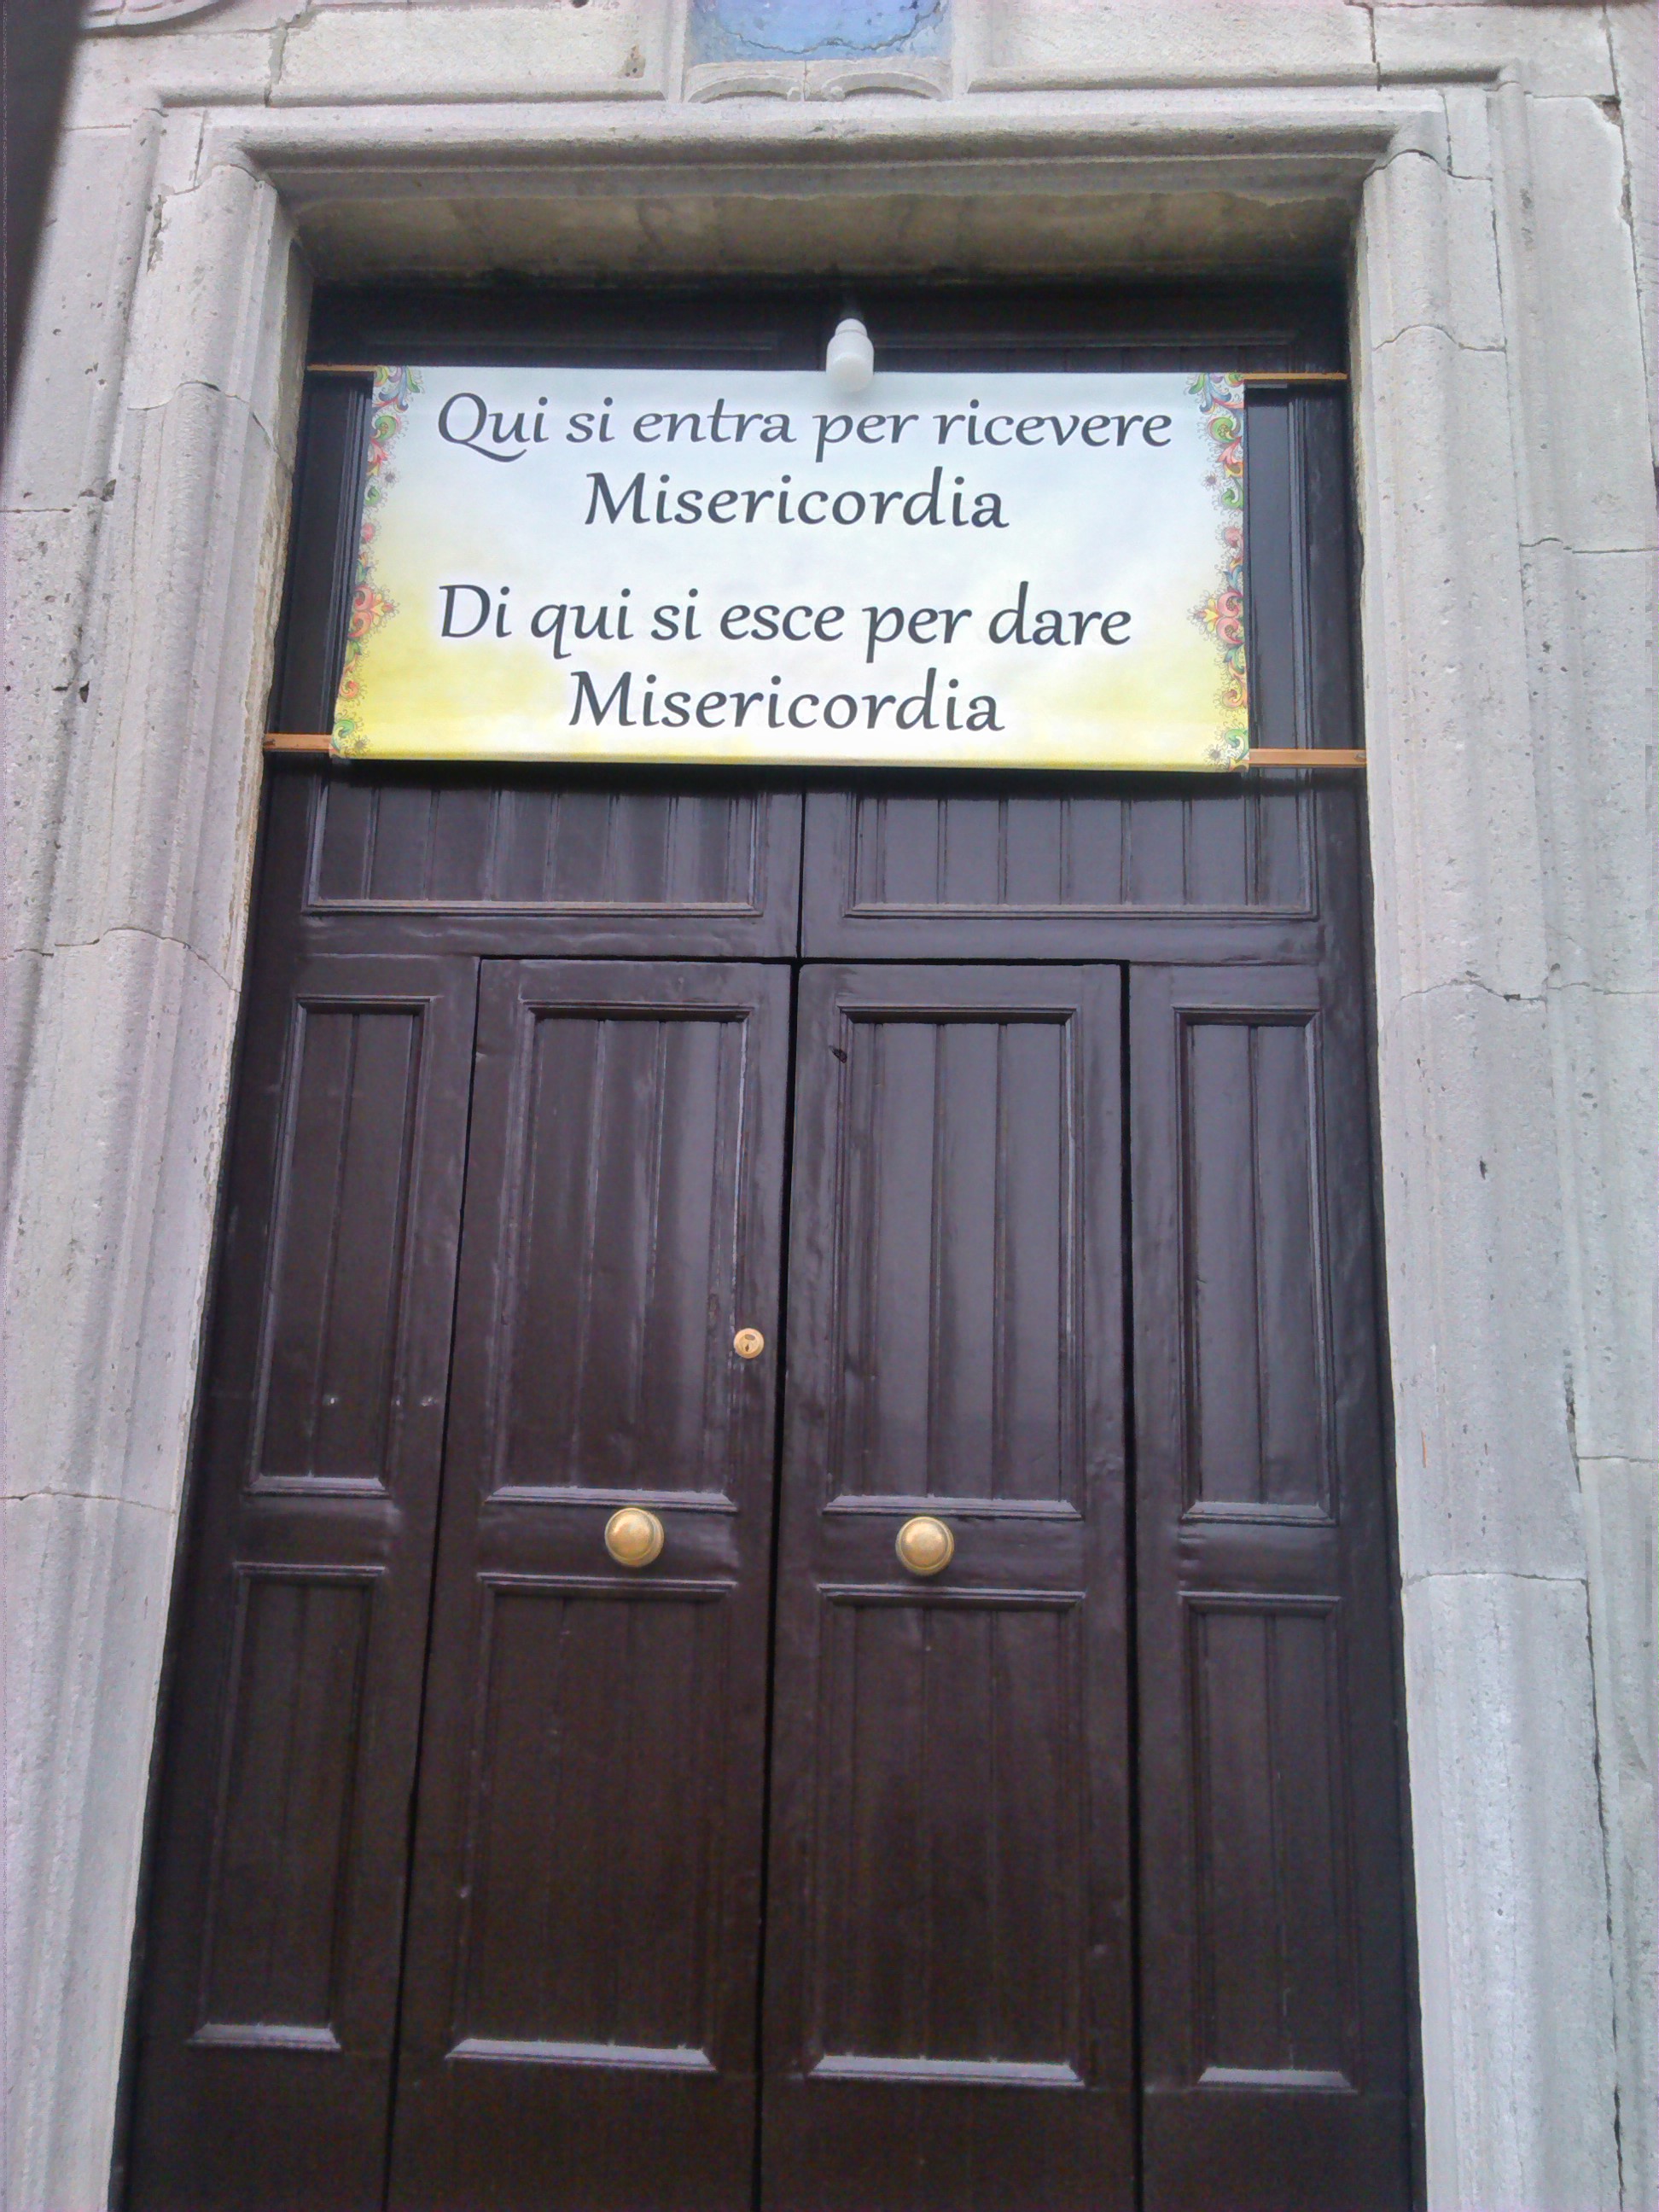 Qui si entra per ricevere
Misericordia
Di qui si esce per dare
Misericordia